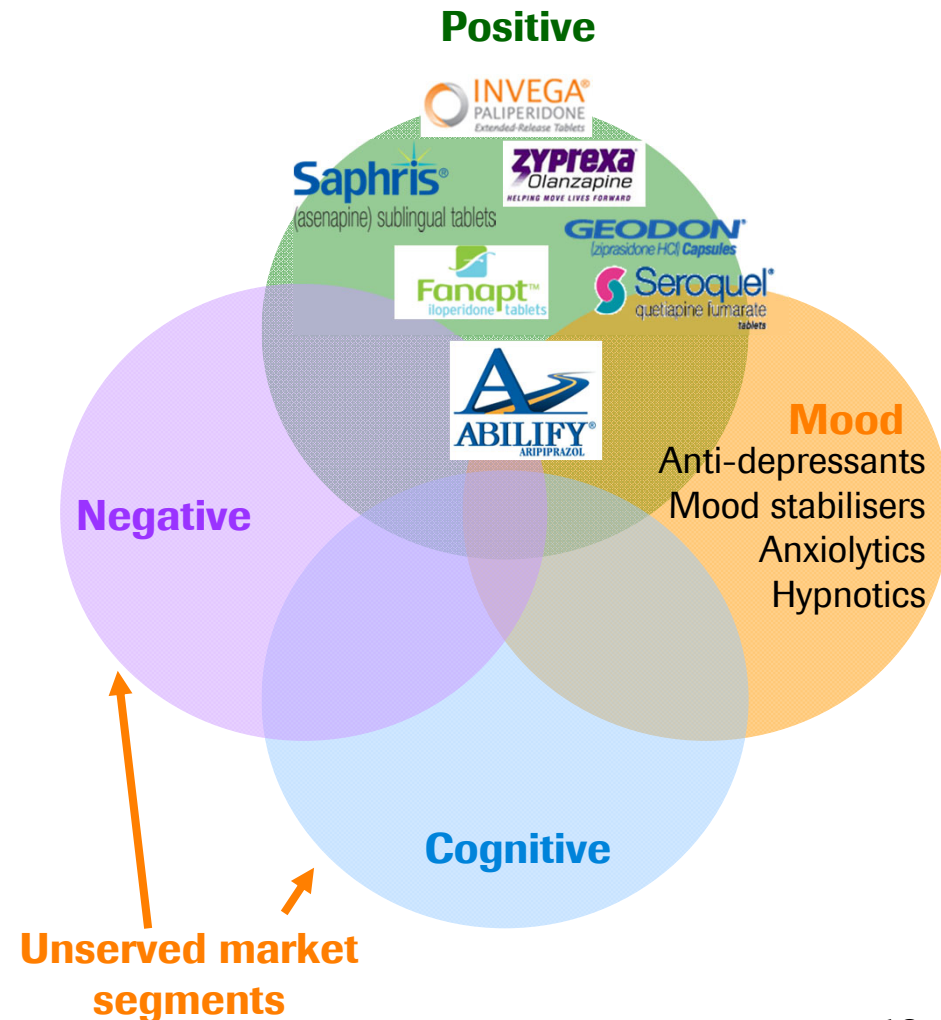 Positive
INVEGA®
PALIPERIDONE
Extended-Release Tablets
Saphris®
(asenapine) sublingual tablets
ZYPREXA
Olanzapine
HELPING MOVE LIVES FORWARD
GEODON®
(ziprasidone HCl) Capsules
Fanapt™
iloperidone tablets
Seroquel®
quetiapine fumarate
tablets
A
ABILIFY®
ARIPIPRAZOL
Mood
Anti-depressants
Mood stabilisers
Anxiolytics
Hypnotics
Negative
Cognitive
Unserved market
segments